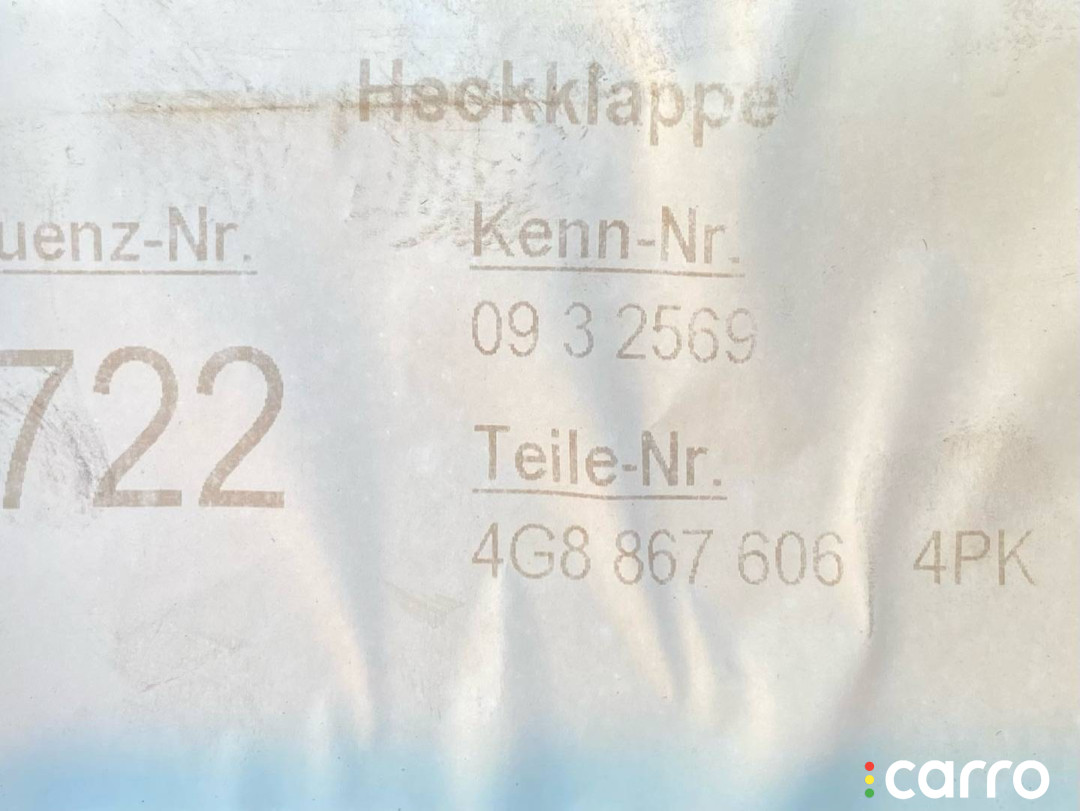 Heckklappe
uenz-Nr.
Kenn-Nr.
09 3 2569
722
Teile-Nr.
4G8 867 606 4PK
carro